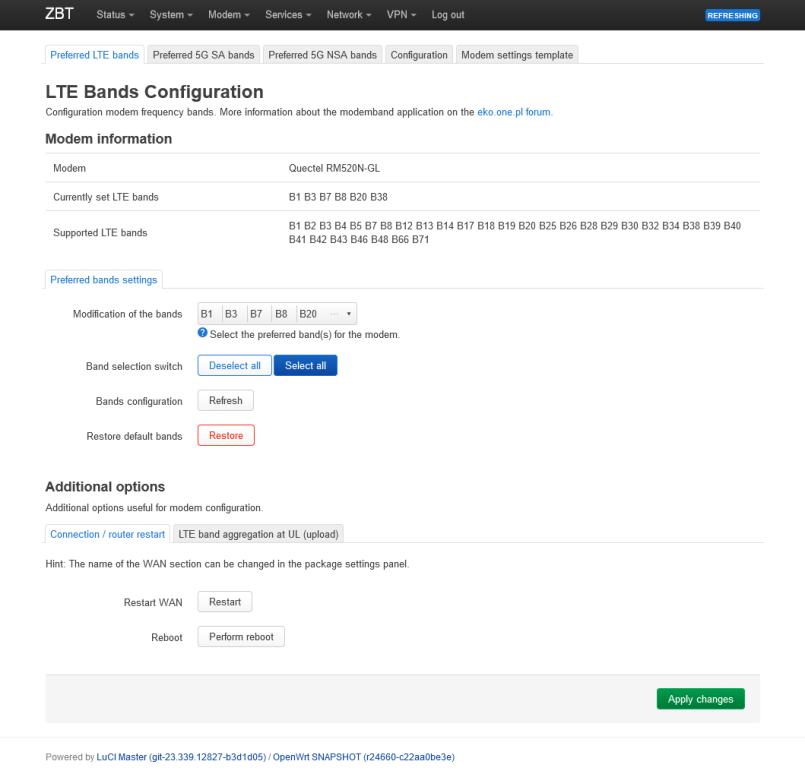 ZBT Status System Modem Services Network VPN Log out REFRESHING
Preferred LTE bands Preferred 5G SA bands Preferred 5G NSA bands Configuration Modem settings template
LTE Bands Configuration
Configuration modem frequency bands. More information about the modemband application on the eko.one.pl forum.
Modem information
Modem Quectel RM520N-GL
Currently set LTE bands B1 B3 B7 B8 B20 B38
Supported LTE bands B1 B2 B3 B4 B5 B7 B8 B12 B13 B14 B17 B18 B19 B20 B25 B26 B28 B29 B30 B32 B34 B38 B39 B40
B41 B42 B43 B46 B48 B66 B71
Preferred bands settings
Modification of the bands B1 B3 B7 B8 B20 ···
? Select the preferred band(s) for the modem.
Band selection switch Deselect all Select all
Bands configuration Refresh
Restore default bands Restore
Additional options
Additional options useful for modem configuration.
Connection / router restart LTE band aggregation at UL (upload)
Hint: The name of the WAN section can be changed in the package settings panel.
Restart WAN Restart
Reboot Perform reboot
Apply changes
Powered by LuCI Master (git-23.339.12827-b3d1d05) / OpenWrt SNAPSHOT (r24660-c22aa0be3e)